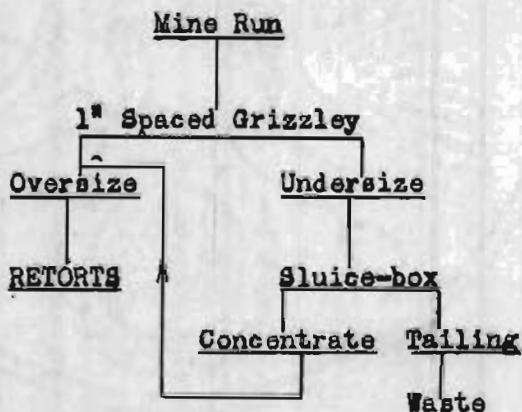 Mine Run
1" Spaced Grizzley
Oversize Undersize
RETORTS Sluice-box
Concentrate Tailing
Waste